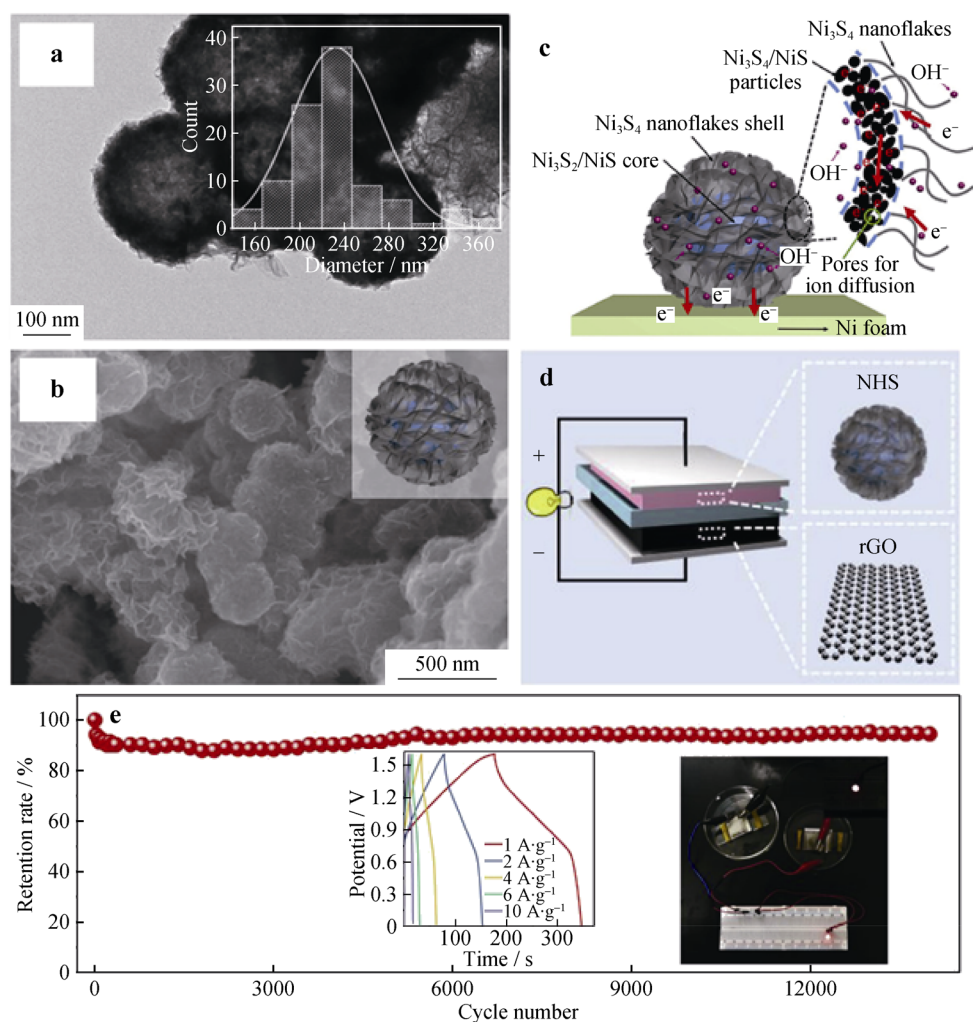 a
40
30
20
10
0
Count
160
200
240
280
320
360
Diameter / nm
100 nm
b
500 nm
c
Ni₃S₄ nanoflakes
Ni₃S₄/NiS
particles
OH⁻
Ni₃S₄ nanoflakes shell
Ni₃S₂/NiS core
e⁻
OH⁻
e⁻
OH⁻
Pores for
ion diffusion
e⁻
e⁻
e⁻
Ni foam
d
NHS
+
−
rGO
e
100
80
60
40
20
0
Retention rate / %
1.5
1.2
0.9
0.6
0.3
0
Potential / V
1 A·g⁻¹
2 A·g⁻¹
4 A·g⁻¹
6 A·g⁻¹
10 A·g⁻¹
100
200
300
Time / s
0
3000
6000
9000
12000
Cycle number